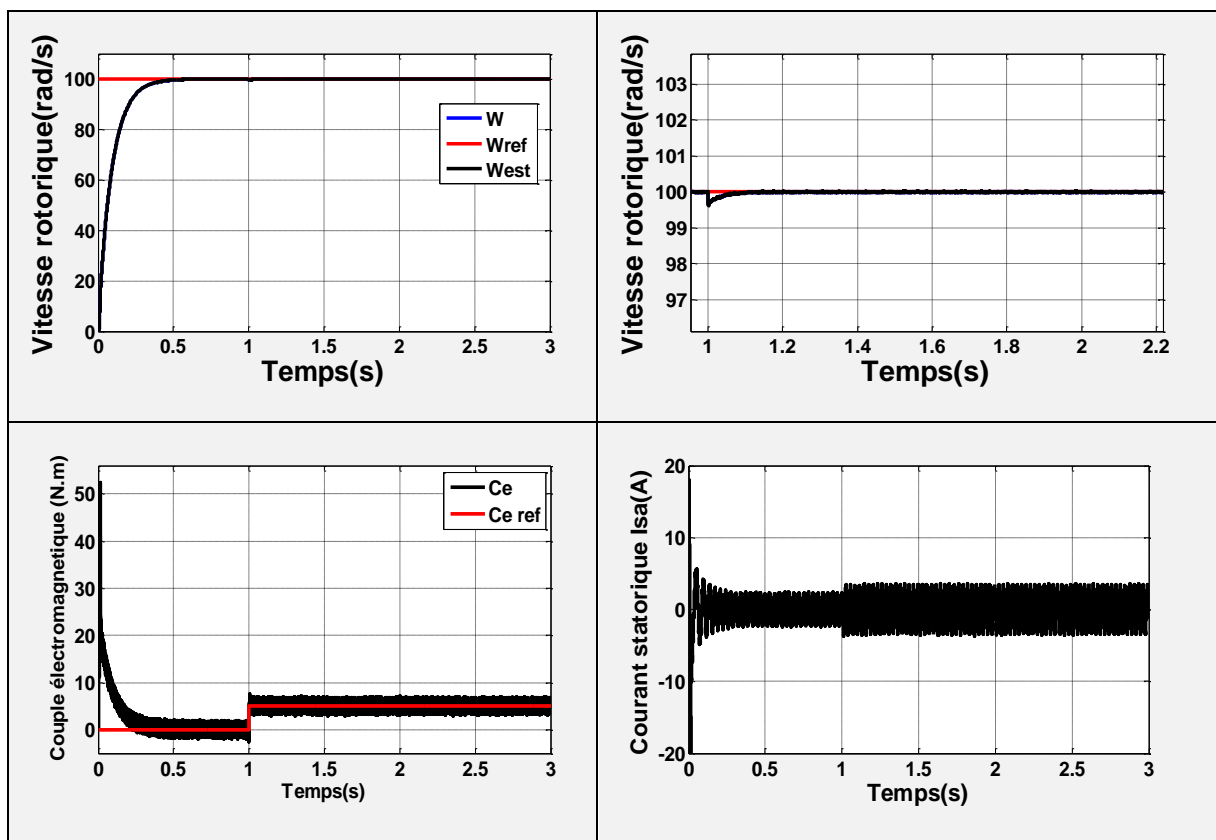 Vitesse rotorique(rad/s)
100
80
60
40
20
0
W
Wref
West
0 0.5 1 1.5 2 2.5 3
Temps(s)
Vitesse rotorique(rad/s)
103
102
101
100
99
98
97
1 1.2 1.4 1.6 1.8 2 2.2
Temps(s)
Couple électromagnetique (N.m)
50
40
30
20
10
0
Ce
Ce ref
0 0.5 1 1.5 2 2.5 3
Temps(s)
Courant statorique Isa(A)
20
10
0
-10
-20
0 0.5 1 1.5 2 2.5 3
Temps(s)